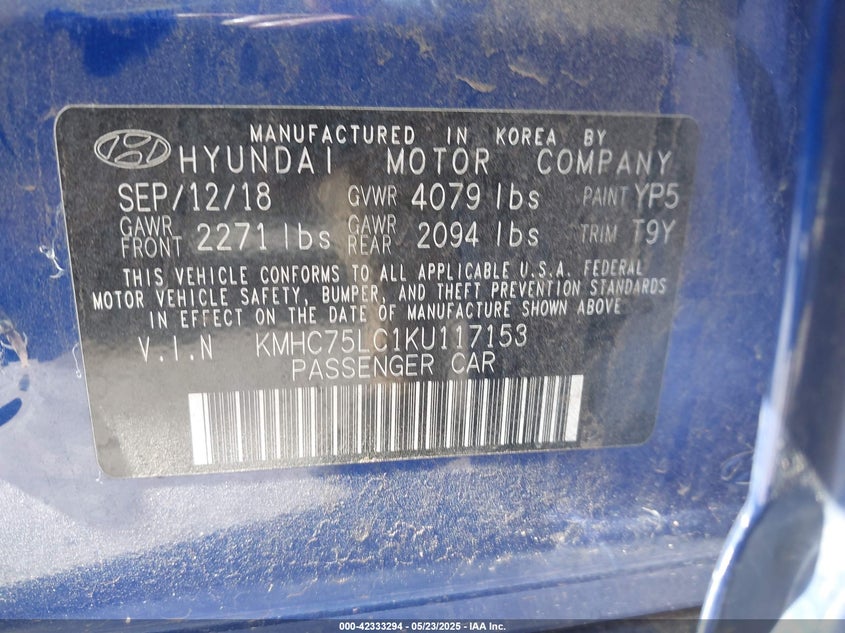 MANUFACTURED IN KOREA BY
HYUNDAI MOTOR COMPANY
SEP/12/18 GVWR 4079 lbs PAINT YP5
GAWR FRONT 2271 lbs GAWR REAR 2094 lbs TRIM T9Y
THIS VEHICLE CONFORMS TO ALL APPLICABLE U.S.A. FEDERAL
MOTOR VEHICLE SAFETY, BUMPER, AND THEFT PREVENTION STANDARDS
IN EFFECT ON THE DATE OF MANUFACTURE SHOWN ABOVE
V.I.N KMHC75LC1KU117153
PASSENGER CAR
000-42333294 - 05/23/2025 - IAA Inc.